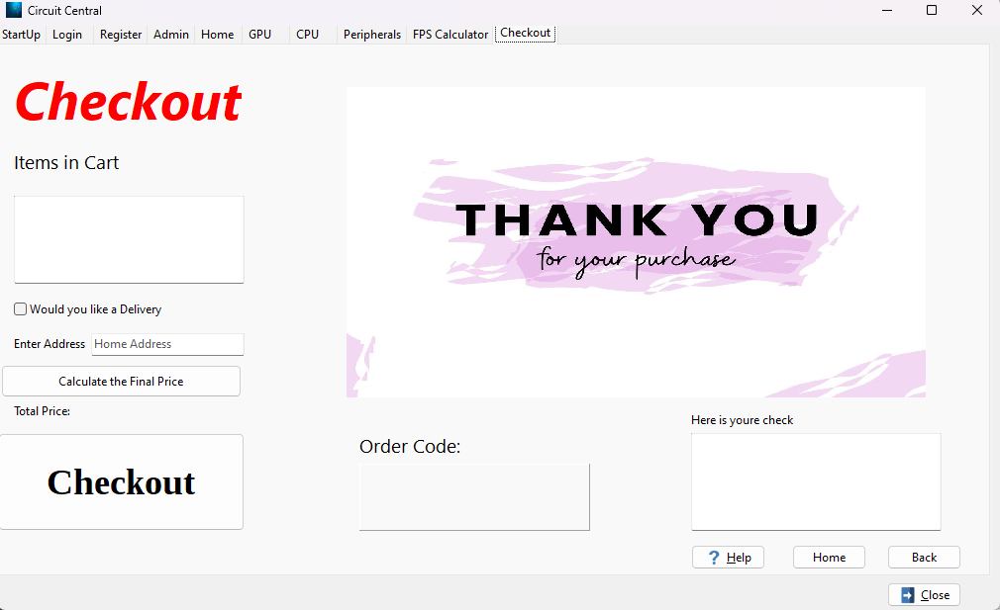 Circuit Central
StartUp Login Register Admin Home GPU CPU Peripherals FPS Calculator Checkout
Checkout
Items in Cart
Would you like a Delivery
Enter Address Home Address
Calculate the Final Price
Total Price:
Checkout
THANK YOU
for your purchase
Order Code:
Here is youre check
Help Home Back
Close